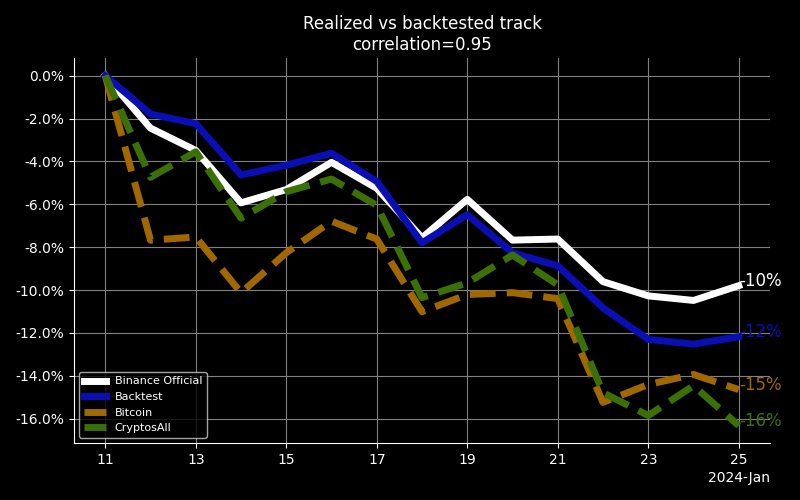 Realized vs backtested track
correlation=0.95
0.0%
-2.0%
-4.0%
-6.0%
-8.0%
-10.0%
-12.0%
-14.0%
-16.0%
-10%
-12%
-15%
-16%
Binance Official
Backtest
Bitcoin
CryptosAll
11 13 15 17 19 21 23 25
2024-Jan